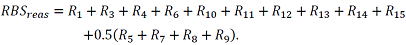 RBS_reas = R_1 + R_3 + R_4 + R_6 + R_10 + R_11 + R_12 + R_13 + R_14 + R_15
+0.5(R_5 + R_7 + R_8 + R_9).